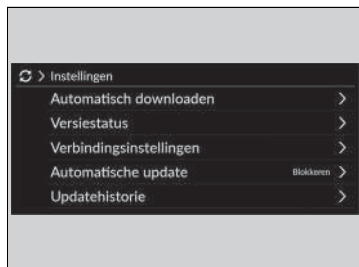 Instellingen
Automatisch downloaden
Versiestatus
Verbindingsinstellingen
Automatische update Blokkeren
Updatehistorie